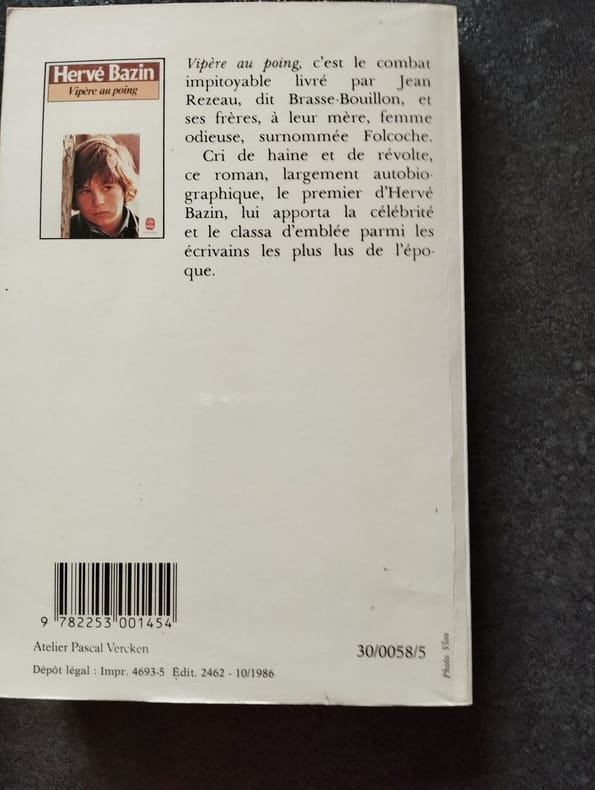 Hervé Bazin
Vipère au poing
Vipère au poing, c'est le combat
impitoyable livré par Jean
Rezeau, dit Brasse-Bouillon, et
ses frères, à leur mère, femme
odieuse, surnommée Folcoche.
Cri de haine et de révolte,
ce roman, largement autobio-
graphique, le premier d'Hervé
Bazin, lui apporta la célébrité
et le classa d'emblée parmi les
écrivains les plus lus de l'épo-
que.
9 782253 001454
Atelier Pascal Vercken
30/0058/5
Dépôt légal : Impr. 4693-5 Édit. 2462 - 10/1986
Photo Vloo